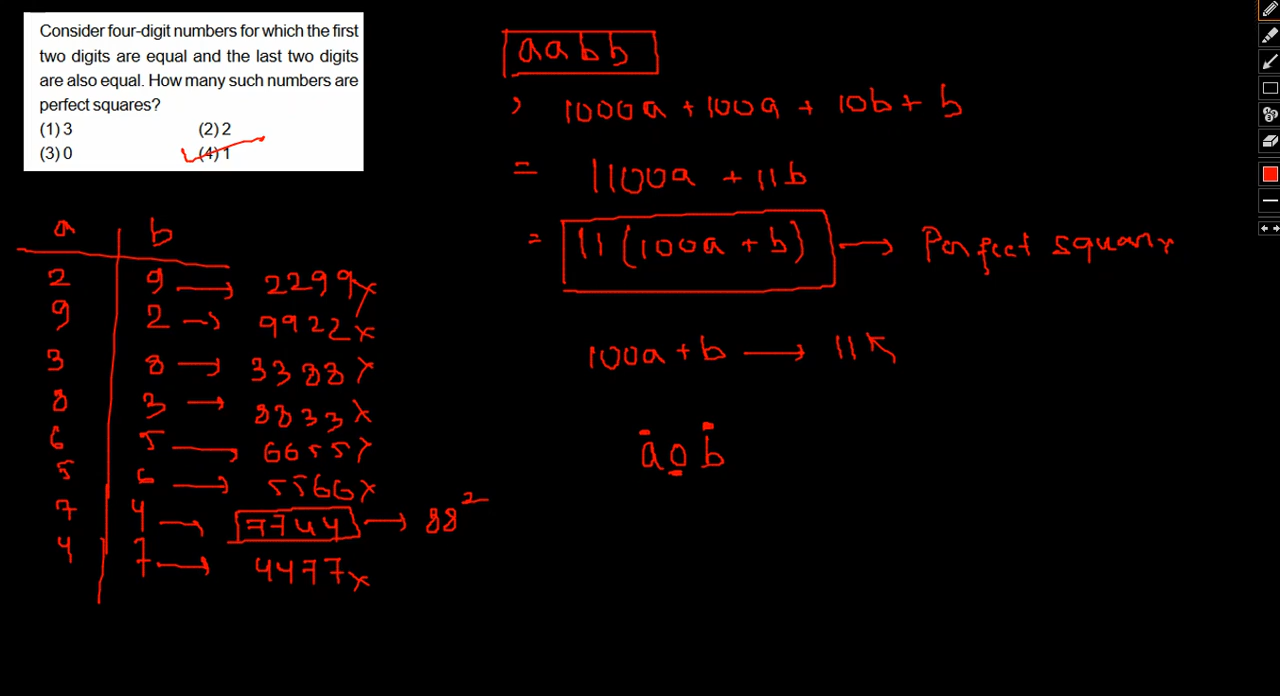 Consider four-digit numbers for which the first
two digits are equal and the last two digits
are also equal. How many such numbers are
perfect squares?
(1) 3 (2) 2
(3) 0 (4) 1
aabb
1000a + 100a + 10b + b
= 1100a + 11b
= 11 (100a + b) → Perfect square
100a + b → 11K
a0b
a b
2 9 → 2299 x
9 2 → 9922 x
3 8 → 3388 x
8 3 → 8833 x
6 5 → 6655 x
5 6 → 5566 x
7 4 → 7744 → 88²
4 7 → 4477 x